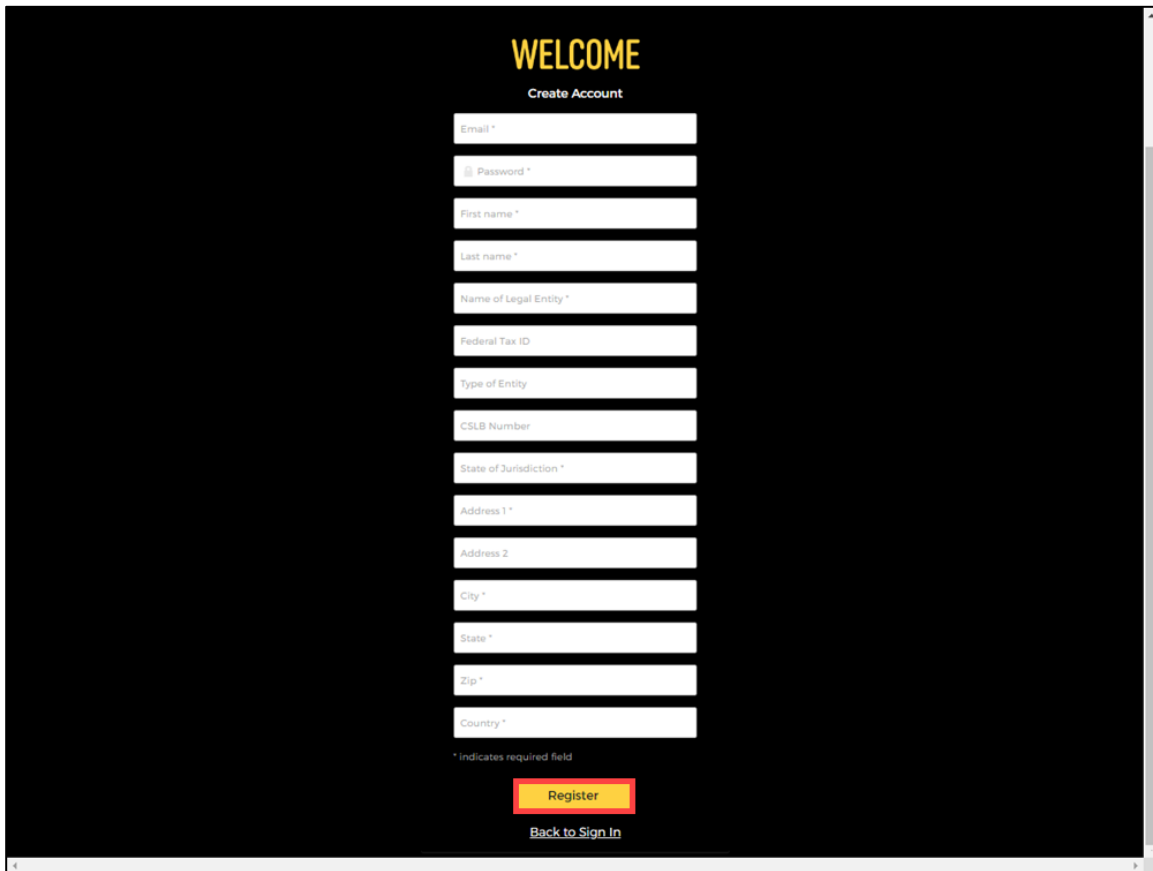 WELCOME
Create Account
Email *
Password *
First name *
Last name *
Name of Legal Entity *
Federal Tax ID
Type of Entity
CSLB Number
State of Jurisdiction *
Address 1 *
Address 2
City *
State *
Zip *
Country *
* indicates required field
Register
Back to Sign In